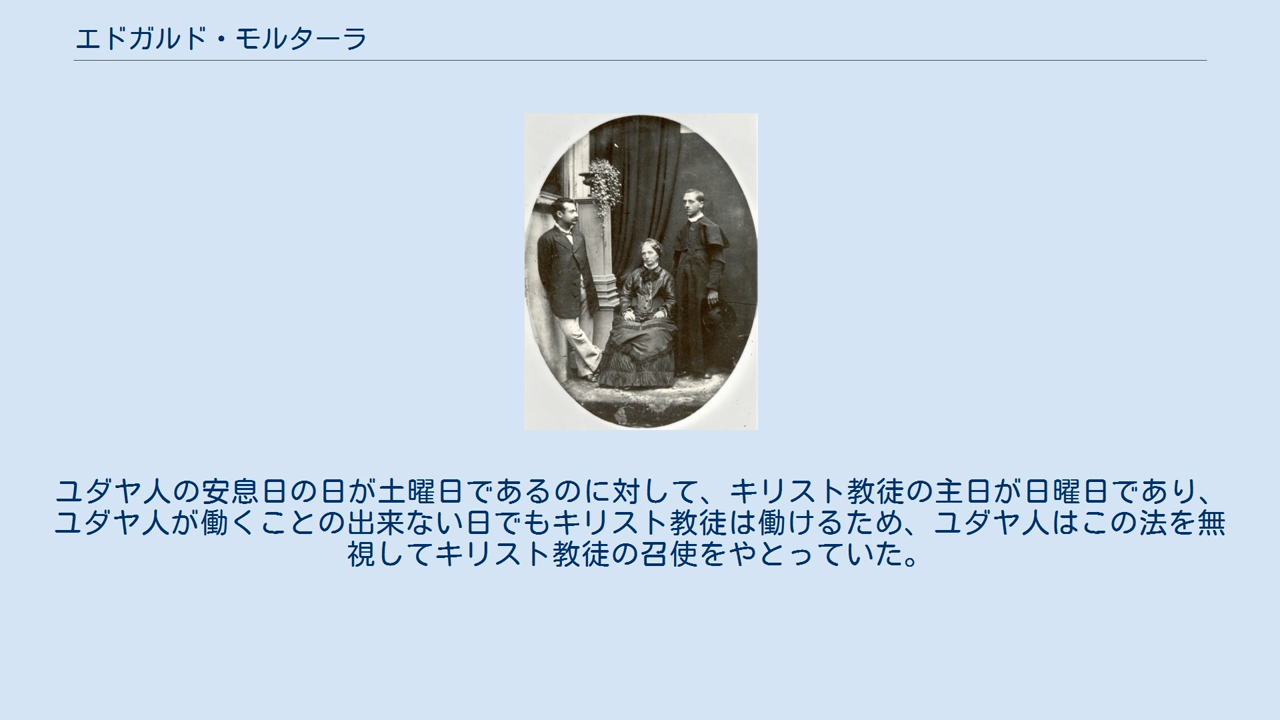 エドガルド・モルターラ
ユダヤ人の安息日の日が土曜日であるのに対して、キリスト教徒の主日が日曜日であり、
ユダヤ人が働くことの出来ない日でもキリスト教徒は働けるため、ユダヤ人はこの法を無
視してキリスト教徒の召使をやとっていた。